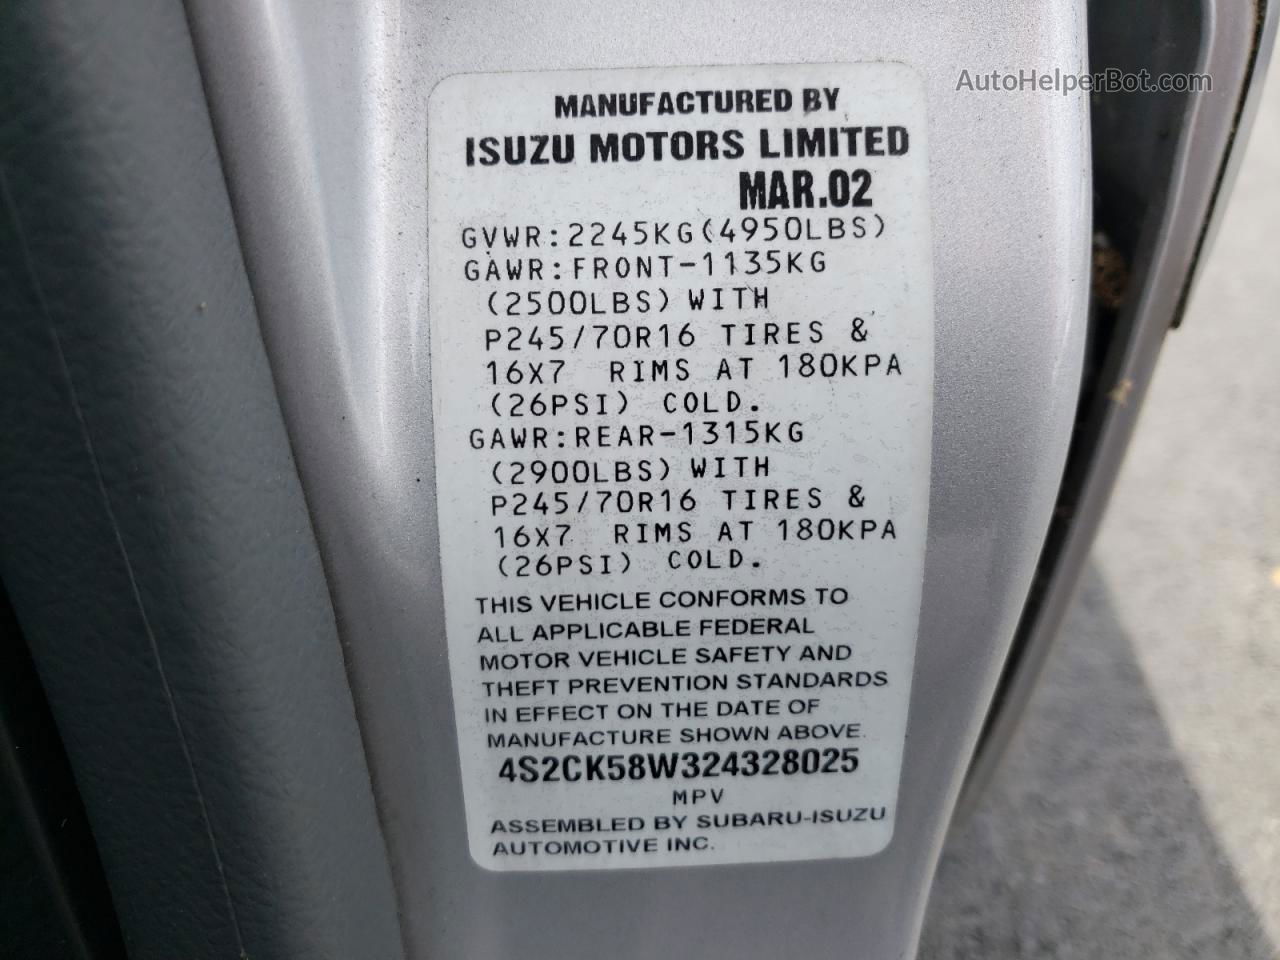 AutoHelperBot.com
MANUFACTURED BY
ISUZU MOTORS LIMITED
MAR.02
GVWR:2245KG(4950LBS)
GAWR:FRONT-1135KG
(2500LBS) WITH
P245/70R16 TIRES &
16X7 RIMS AT 180KPA
(26PSI) COLD.
GAWR:REAR-1315KG
(2900LBS) WITH
P245/70R16 TIRES &
16X7 RIMS AT 180KPA
(26PSI) COLD.
THIS VEHICLE CONFORMS TO
ALL APPLICABLE FEDERAL
MOTOR VEHICLE SAFETY AND
THEFT PREVENTION STANDARDS
IN EFFECT ON THE DATE OF
MANUFACTURE SHOWN ABOVE.
4S2CK58W324328025
MPV
ASSEMBLED BY SUBARU-ISUZU
AUTOMOTIVE INC.